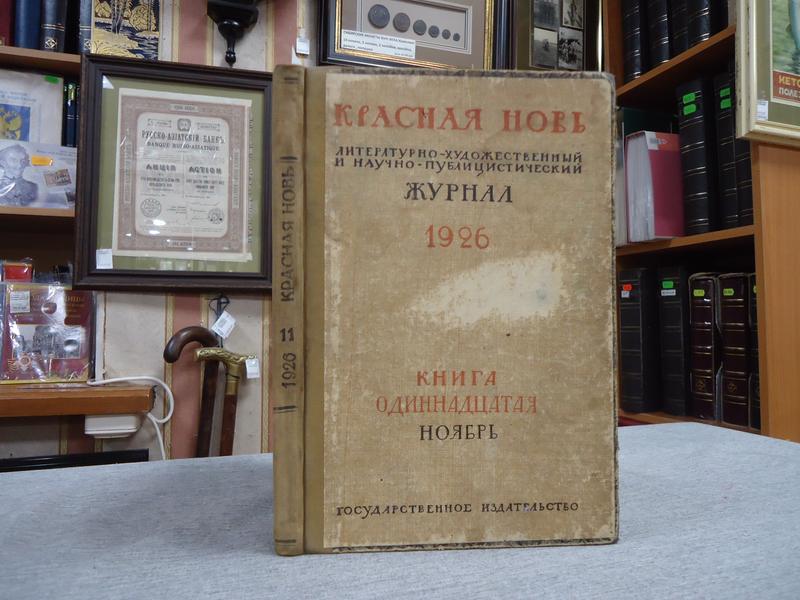 КРАСНАЯ НОВЬ
ЛИТЕРАТУРНО-ХУДОЖЕСТВЕННЫЙ
И НАУЧНО-ПУБЛИЦИСТИЧЕСКИЙ
ЖУРНАЛ
1926
КНИГА
ОДИННАДЦАТАЯ
НОЯБРЬ
ГОСУДАРСТВЕННОЕ ИЗДАТЕЛЬСТВО
1926 11 КРАСНАЯ НОВЬ
РУССКО-АЗІАТСКІЙ БАНКЪ
BANQUE RUSSO-ASIATIQUE
АКЦІЯ ACTION